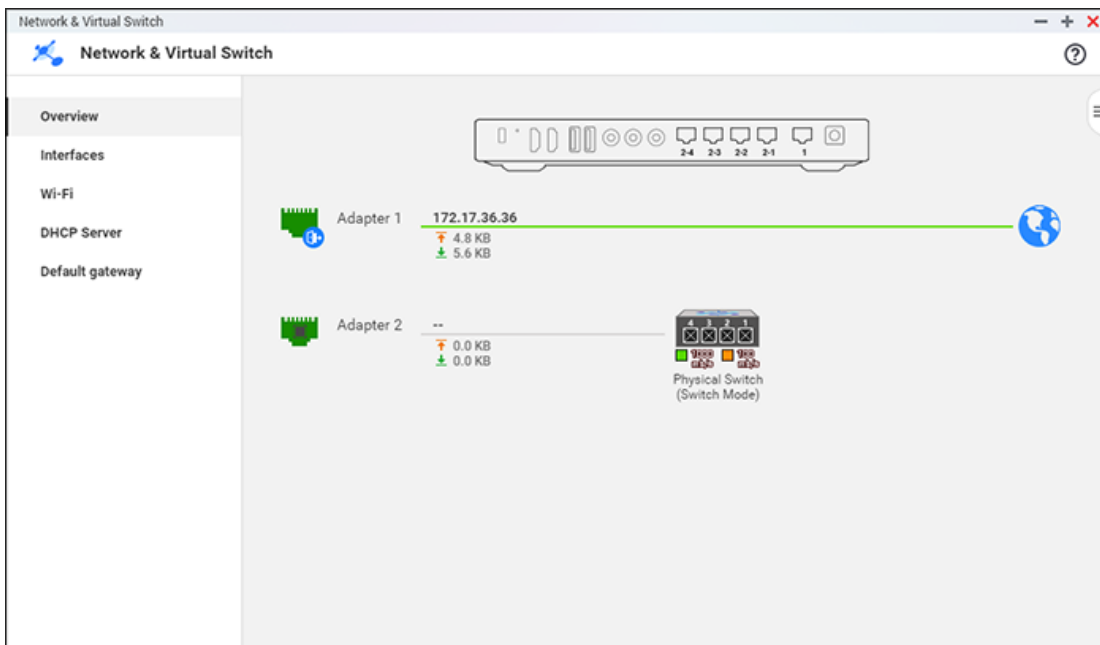 Network & Virtual Switch
Network & Virtual Switch
Overview
Interfaces
Wi-Fi
DHCP Server
Default gateway
2-4 2-3 2-2 2-1 1
Adapter 1
172.17.36.36
4.8 KB
5.6 KB
Adapter 2
--
0.0 KB
0.0 KB
4 3 2 1
1000 100
Physical Switch
(Switch Mode)